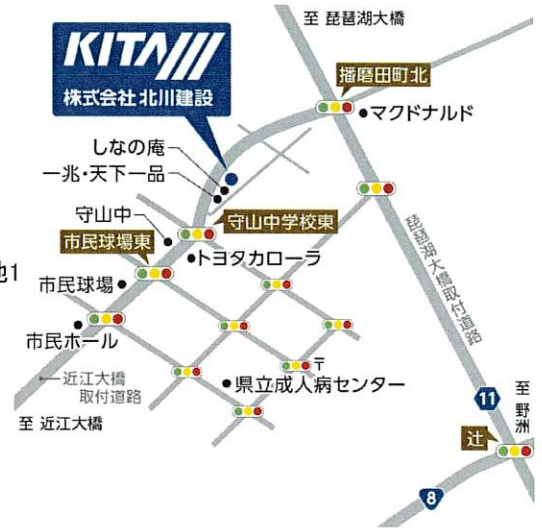 至 琵琶湖大橋
KITA
株式会社 北川建設
播磨田町北
マクドナルド
しなの庵
一兆・天下一品
守山中
守山中学校東
市民球場東
トヨタカローラ
琵琶湖大橋取付道路
地1
市民球場
市民ホール
〒
県立成人病センター
近江大橋
取付道路
至 近江大橋
11
至 野洲
辻
8